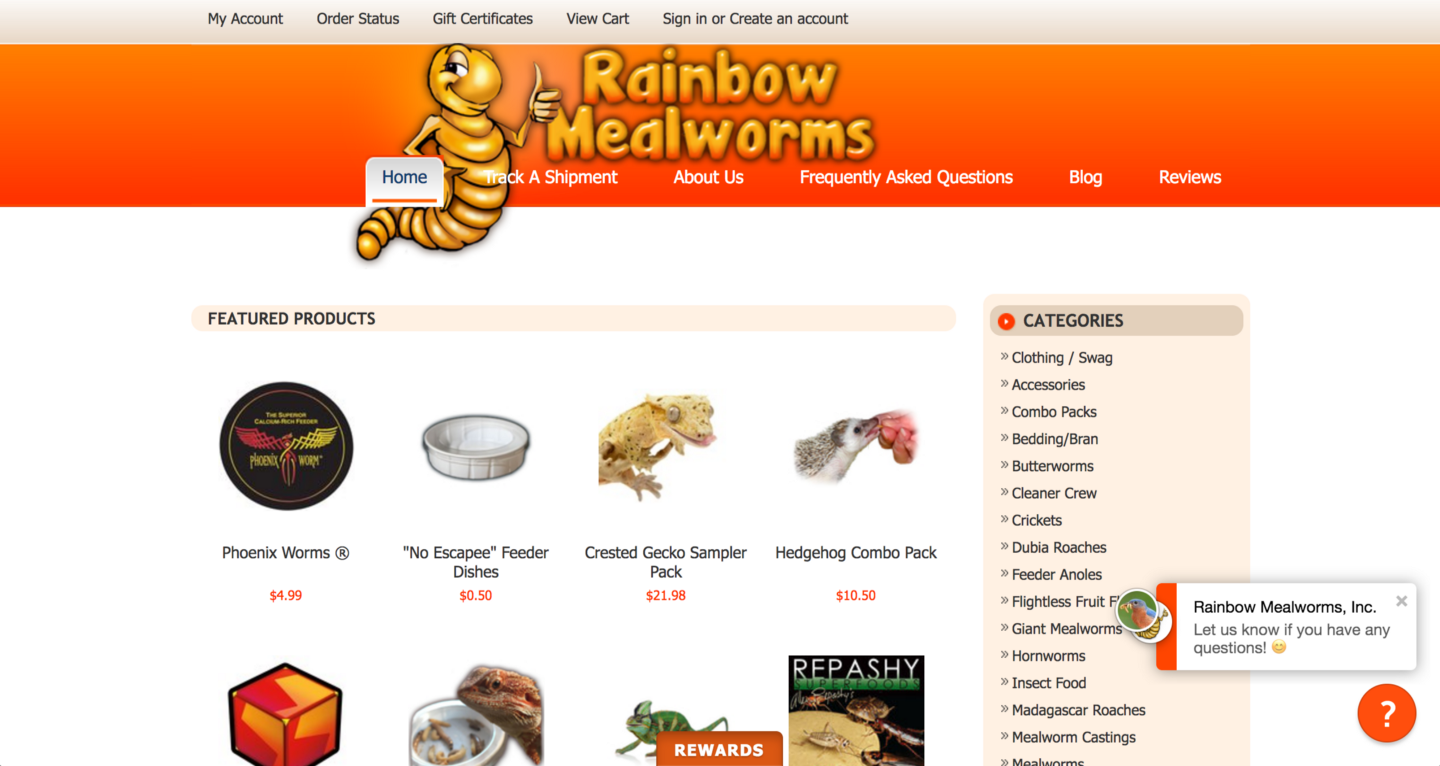 My Account Order Status Gift Certificates View Cart Sign in or Create an account
Rainbow
Mealworms
Home Track A Shipment About Us Frequently Asked Questions Blog Reviews
FEATURED PRODUCTS
THE SUPERIOR
CALCIUM-RICH FEEDER
PHOENIX WORM™
Phoenix Worms ®
$4.99
"No Escapee" Feeder
Dishes
$0.50
Crested Gecko Sampler
Pack
$21.98
Hedgehog Combo Pack
$10.50
REPASHY
SUPERFOODS
Allen Repashy's
REWARDS
CATEGORIES
» Clothing / Swag
» Accessories
» Combo Packs
» Bedding/Bran
» Butterworms
» Cleaner Crew
» Crickets
» Dubia Roaches
» Feeder Anoles
» Flightless Fruit
» Giant Mealworms
» Hornworms
» Insect Food
» Madagascar Roaches
» Mealworm Castings
» Mealworms
Rainbow Mealworms, Inc. ×
Let us know if you have any
questions! 😊
?